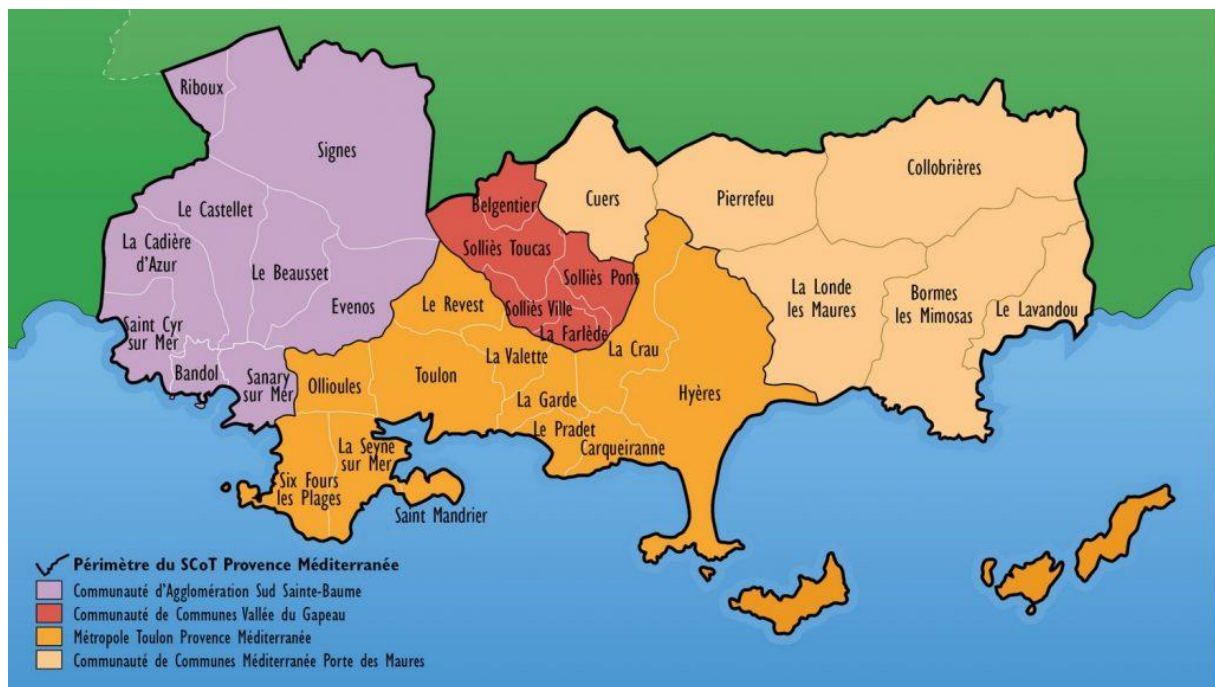 Riboux
Signes
Le Castellet
La Cadière
d'Azur
Le Beausset
Evenos
Saint Cyr
sur Mer
Bandol
Sanary
sur Mer
Belgentier
Solliès Toucas
Solliès Pont
Solliès Ville
La Farlède
Cuers
Pierrefeu
Collobrières
La Londe
les Maures
Bormes
les Mimosas
Le Lavandou
Le Revest
Ollioules
Toulon
La Valette
La Garde
La Crau
Hyères
Le Pradet
Carqueiranne
La Seyne
sur Mer
Six Fours
les Plages
Saint Mandrier
Périmètre du SCoT Provence Méditerranée
Communauté d'Agglomération Sud Sainte-Baume
Communauté de Communes Vallée du Gapeau
Métropole Toulon Provence Méditerranée
Communauté de Communes Méditerranée Porte des Maures